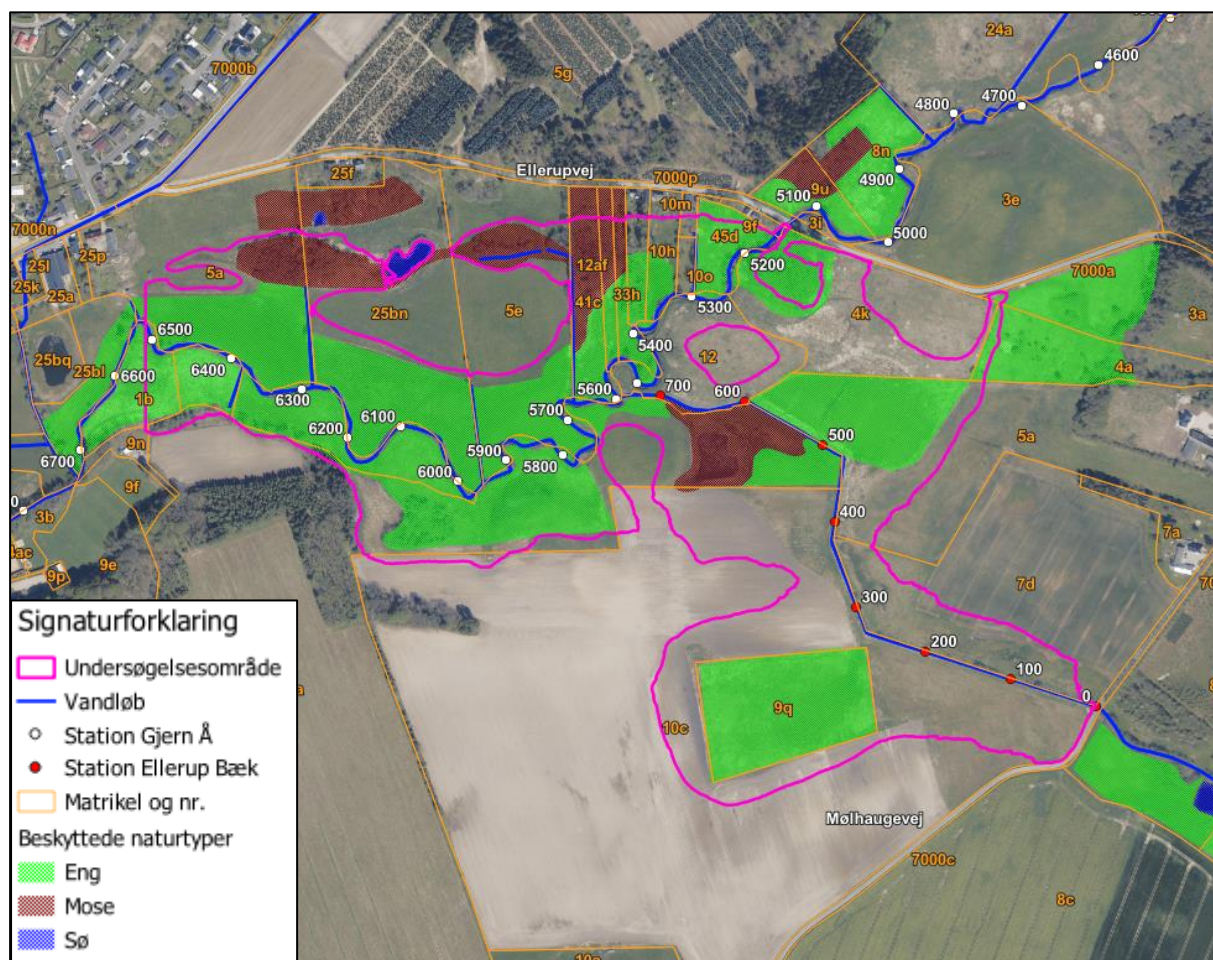 24a
4600
7000b
5g
4700
4800
8n
Ellerupvej
4900
25f
7000p
9u
5100
10m
3i
3e
7000n
9f
5000
25p
45d
25l
10h
12af
5200
7000a
5a
10o
25k
25a
33h
41c
5300
3a
25bn
5e
4k
6500
5400
25bq
25bl
6400
12
4a
6600
700
600
1b
6300
5600
5700
6100
6200
5a
9n
5900
500
6700
5800
6000
9f
0
3b
400
7a
4ac
9e
9p
7d
300
200
100
0
9q
10c
Mølhaugevej
7000c
8c
Signaturforklaring
Undersøgelsesområde
Vandløb
Station Gjern Å
Station Ellerup Bæk
Matrikel og nr.
Beskyttede naturtyper
Eng
Mose
Sø